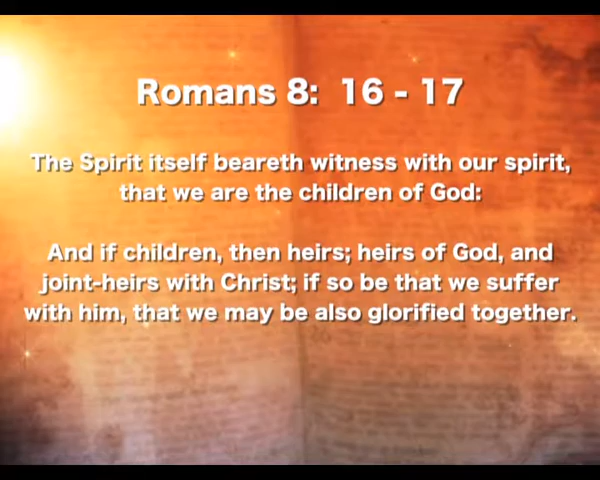 Romans 8:  16 - 17
The Spirit itself beareth witness with our spirit,
that we are the children of God:
And if children, then heirs; heirs of God, and
joint-heirs with Christ; if so be that we suffer
with him, that we may be also glorified together.